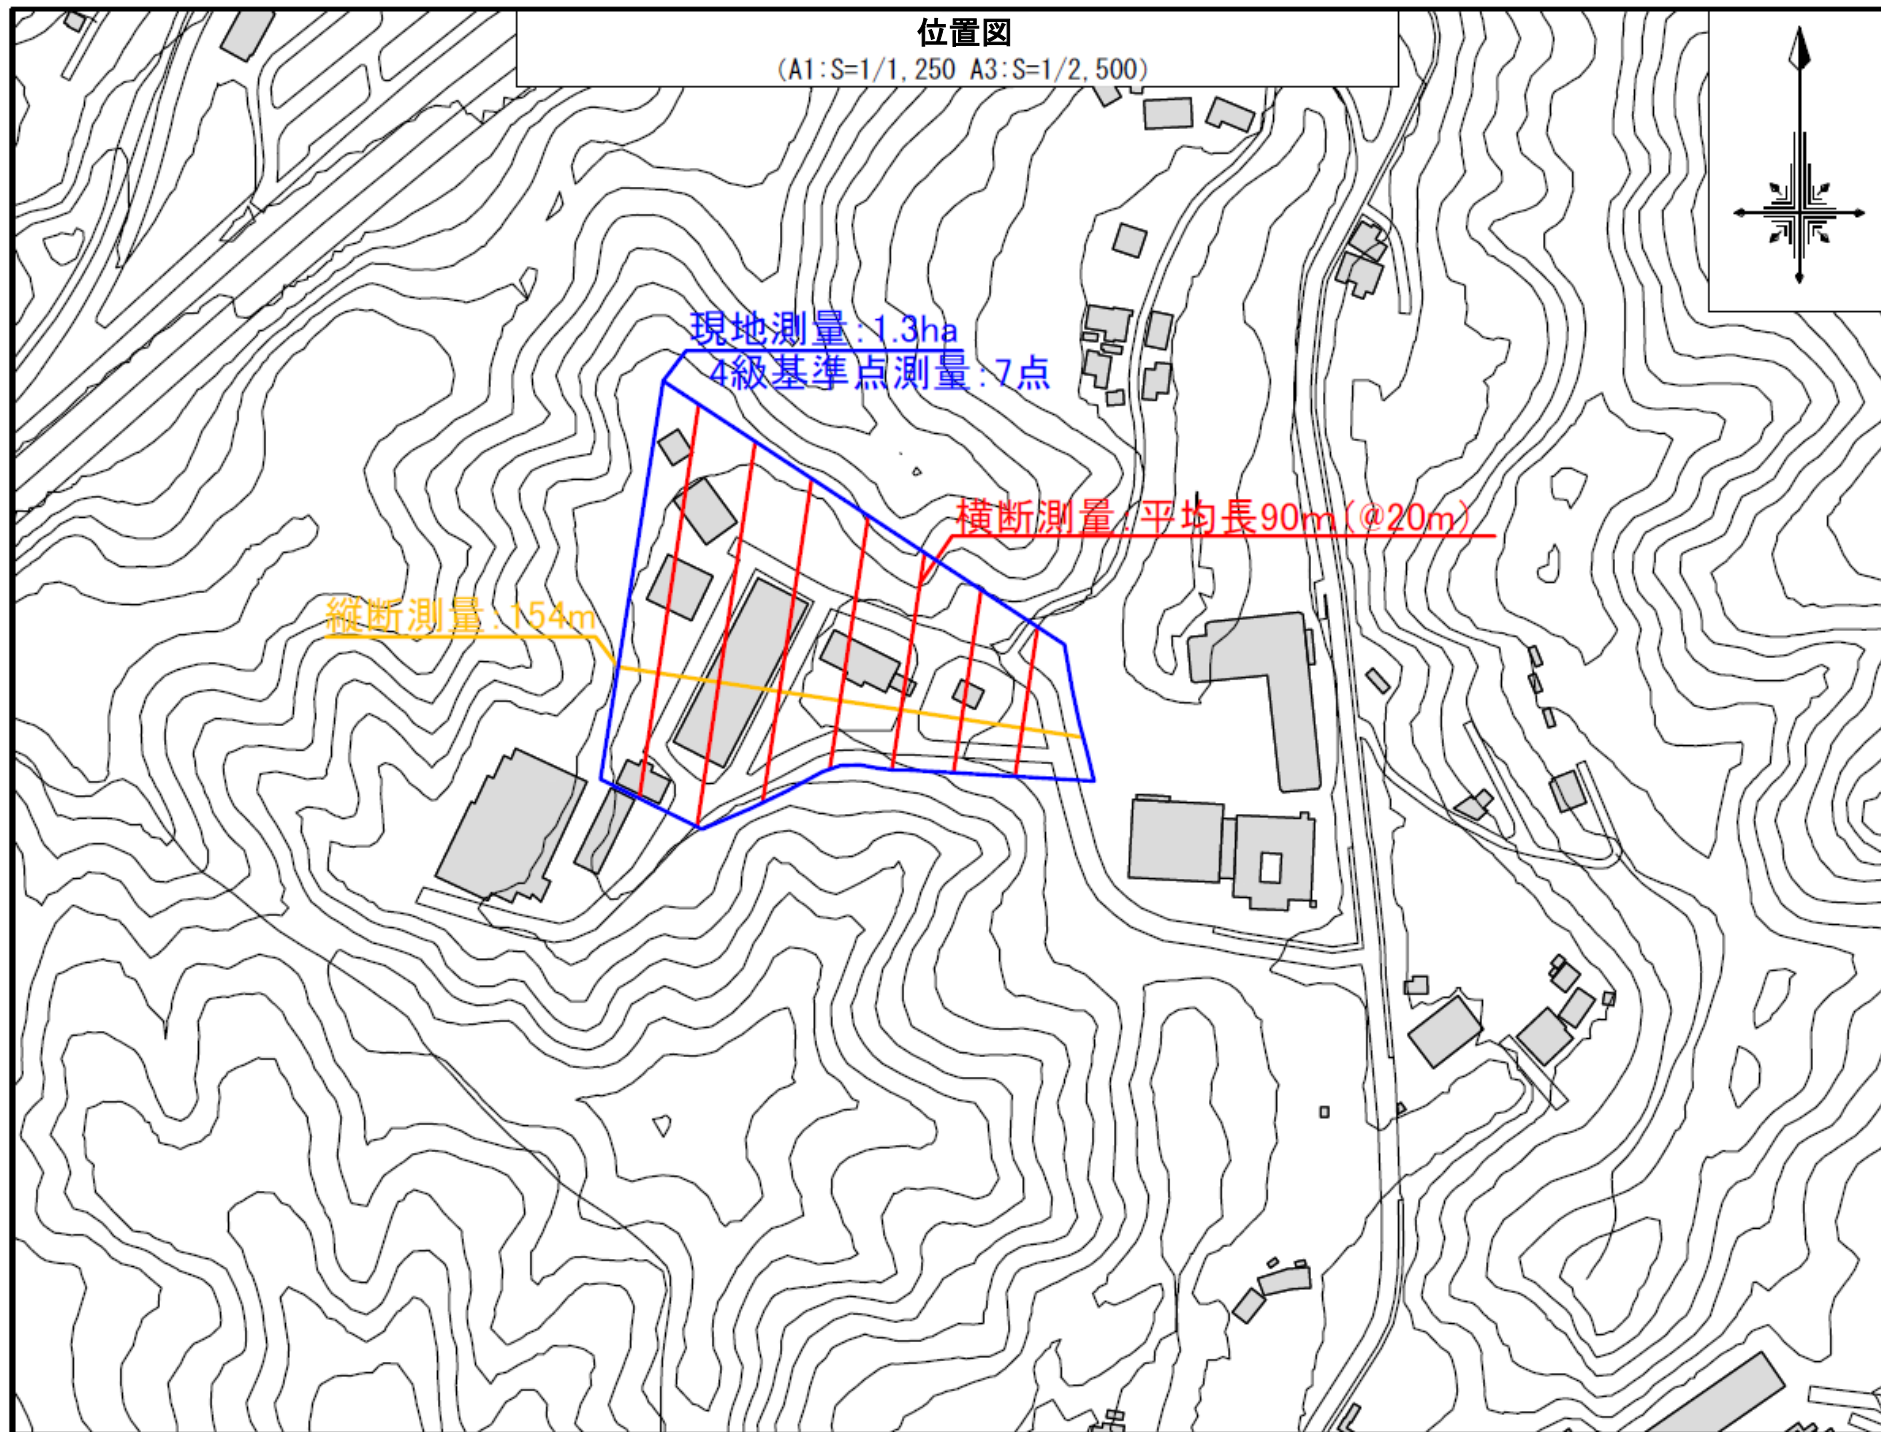 位置図
(A1:S=1/1,250 A3:S=1/2,500)
現地測量:1.3ha
4級基準点測量:7点
横断測量:平均長90m(@20m)
縦断測量:154m